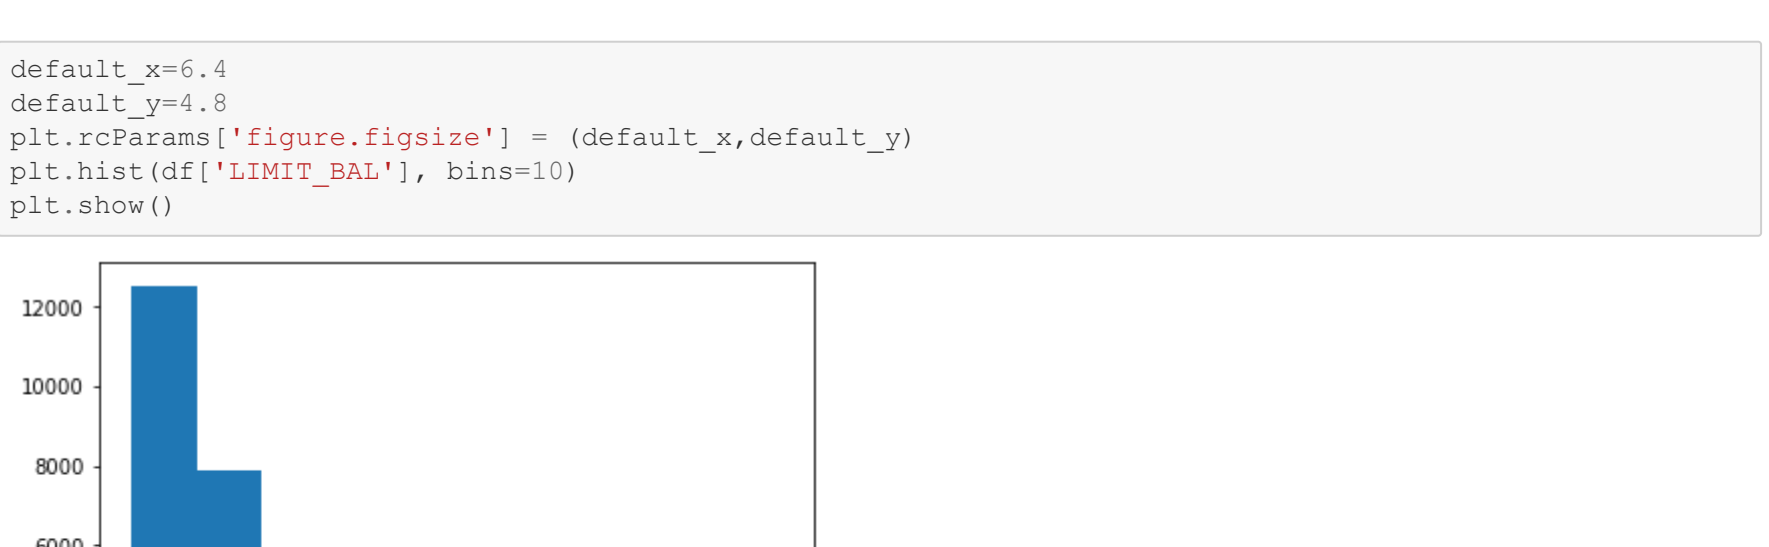 default_x=6.4
default_y=4.8
plt.rcParams['figure.figsize'] = (default_x,default_y)
plt.hist(df['LIMIT_BAL'], bins=10)
plt.show()
12000
10000
8000
6000